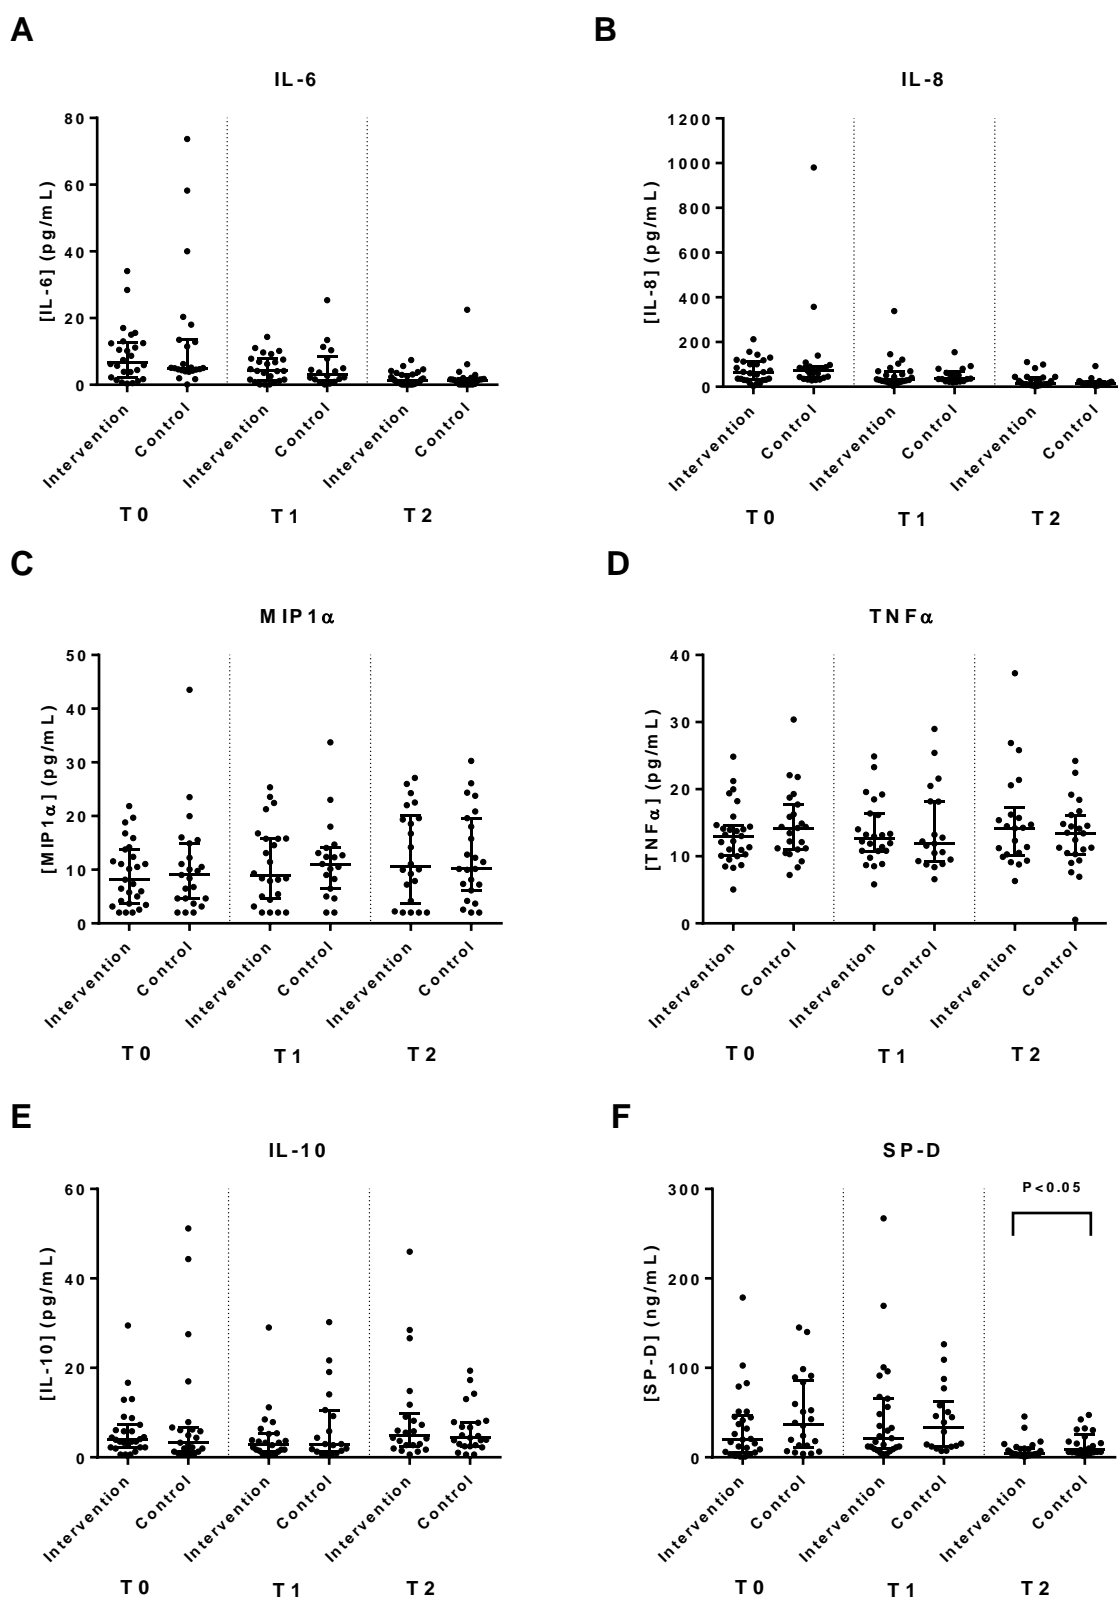 A
IL-6
[IL-6] (pg/mL)
80
60
40
20
0
Intervention
Control
Intervention
Control
Intervention
Control
T0
T1
T2
B
IL-8
[IL-8] (pg/mL)
1200
1000
800
600
400
200
0
Intervention
Control
Intervention
Control
Intervention
Control
T0
T1
T2
C
MIP1α
[MIP1α] (pg/mL)
50
40
30
20
10
0
Intervention
Control
Intervention
Control
Intervention
Control
T0
T1
T2
D
TNFα
[TNFα] (pg/mL)
40
30
20
10
0
Intervention
Control
Intervention
Control
Intervention
Control
T0
T1
T2
E
IL-10
[IL-10] (pg/mL)
60
40
20
0
Intervention
Control
Intervention
Control
Intervention
Control
T0
T1
T2
F
SP-D
[SP-D] (ng/mL)
300
200
100
0
P<0.05
Intervention
Control
Intervention
Control
Intervention
Control
T0
T1
T2